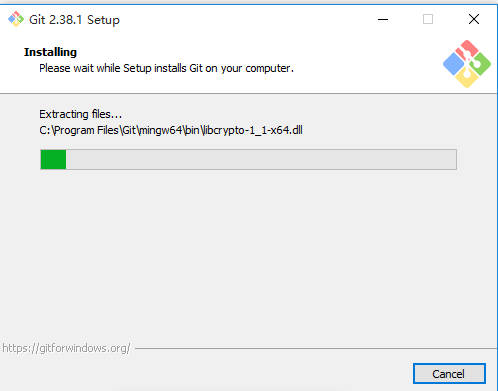 Git 2.38.1 Setup
Installing
Please wait while Setup installs Git on your computer.
Extracting files...
C:\Program Files\Git\mingw64\bin\libcrypto-1_1-x64.dll
https://gitforwindows.org/
Cancel